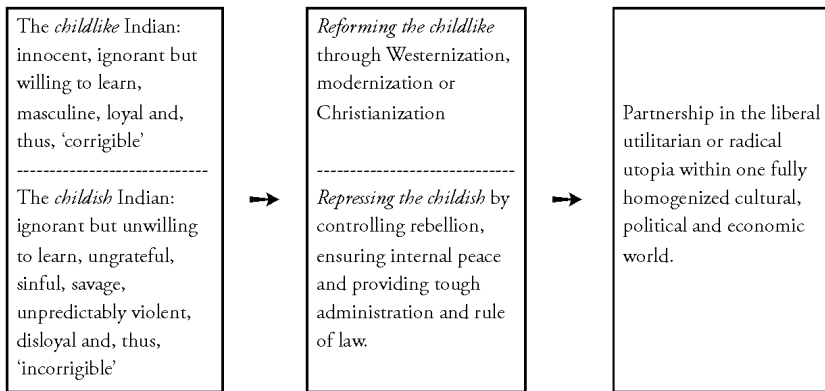 The childlike Indian:
innocent, ignorant but
willing to learn,
masculine, loyal and,
thus, ‘corrigible’
The childish Indian:
ignorant but unwilling
to learn, ungrateful,
sinful, savage,
unpredictably violent,
disloyal and, thus,
‘incorrigible’
Reforming the childlike
through Westernization,
modernization or
Christianization
Repressing the childish by
controlling rebellion,
ensuring internal peace
and providing tough
administration and rule
of law.
Partnership in the liberal
utilitarian or radical
utopia within one fully
homogenized cultural,
political and economic
world.